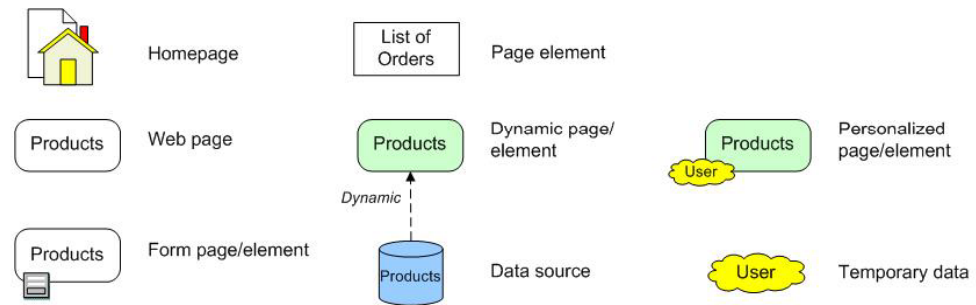 Homepage
List of
Orders
Page element
Products
Web page
Products
Dynamic page/
element
Products
User
Personalized
page/element
Dynamic
Products
Form page/element
Products
Data source
User
Temporary data